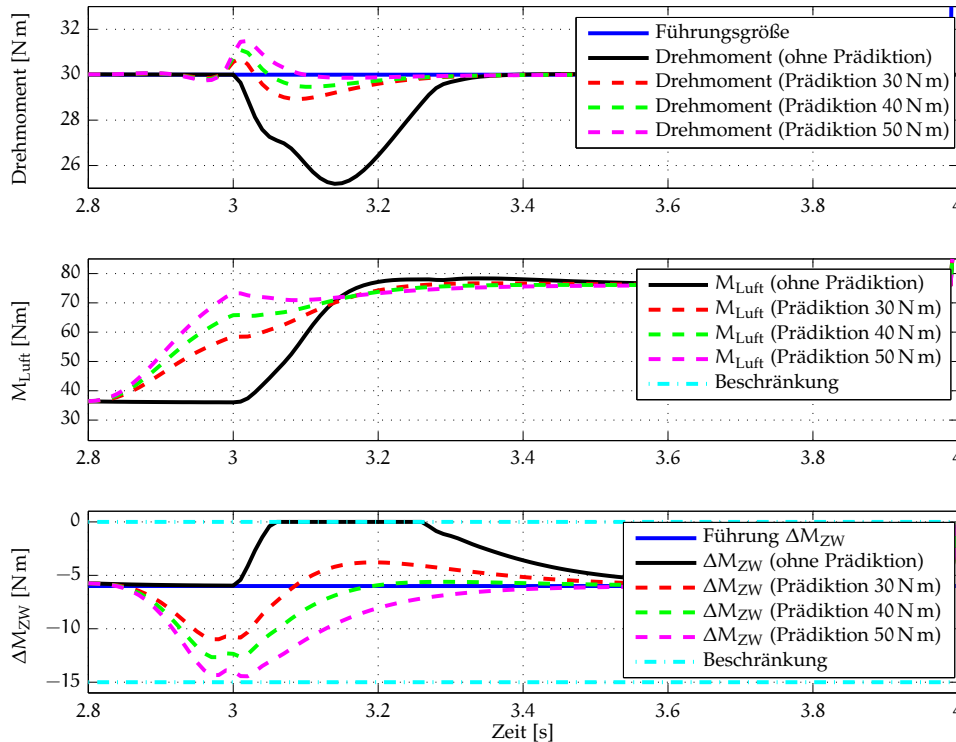 Drehmoment [N m]
32
30
28
26
2.8
3
3.2
3.4
3.6
3.8
4
Führungsgröße
Drehmoment (ohne Prädiktion)
Drehmoment (Prädiktion 30 N m)
Drehmoment (Prädiktion 40 N m)
Drehmoment (Prädiktion 50 N m)
M_Luft [Nm]
80
70
60
50
40
30
2.8
3
3.2
3.4
3.6
3.8
4
M_Luft (ohne Prädiktion)
M_Luft (Prädiktion 30 N m)
M_Luft (Prädiktion 40 N m)
M_Luft (Prädiktion 50 N m)
Beschränkung
ΔM_ZW [N m]
0
−5
−10
−15
2.8
3
3.2
3.4
3.6
3.8
4
Führung ΔM_ZW
ΔM_ZW (ohne Prädiktion)
ΔM_ZW (Prädiktion 30 N m)
ΔM_ZW (Prädiktion 40 N m)
ΔM_ZW (Prädiktion 50 N m)
Beschränkung
Zeit [s]